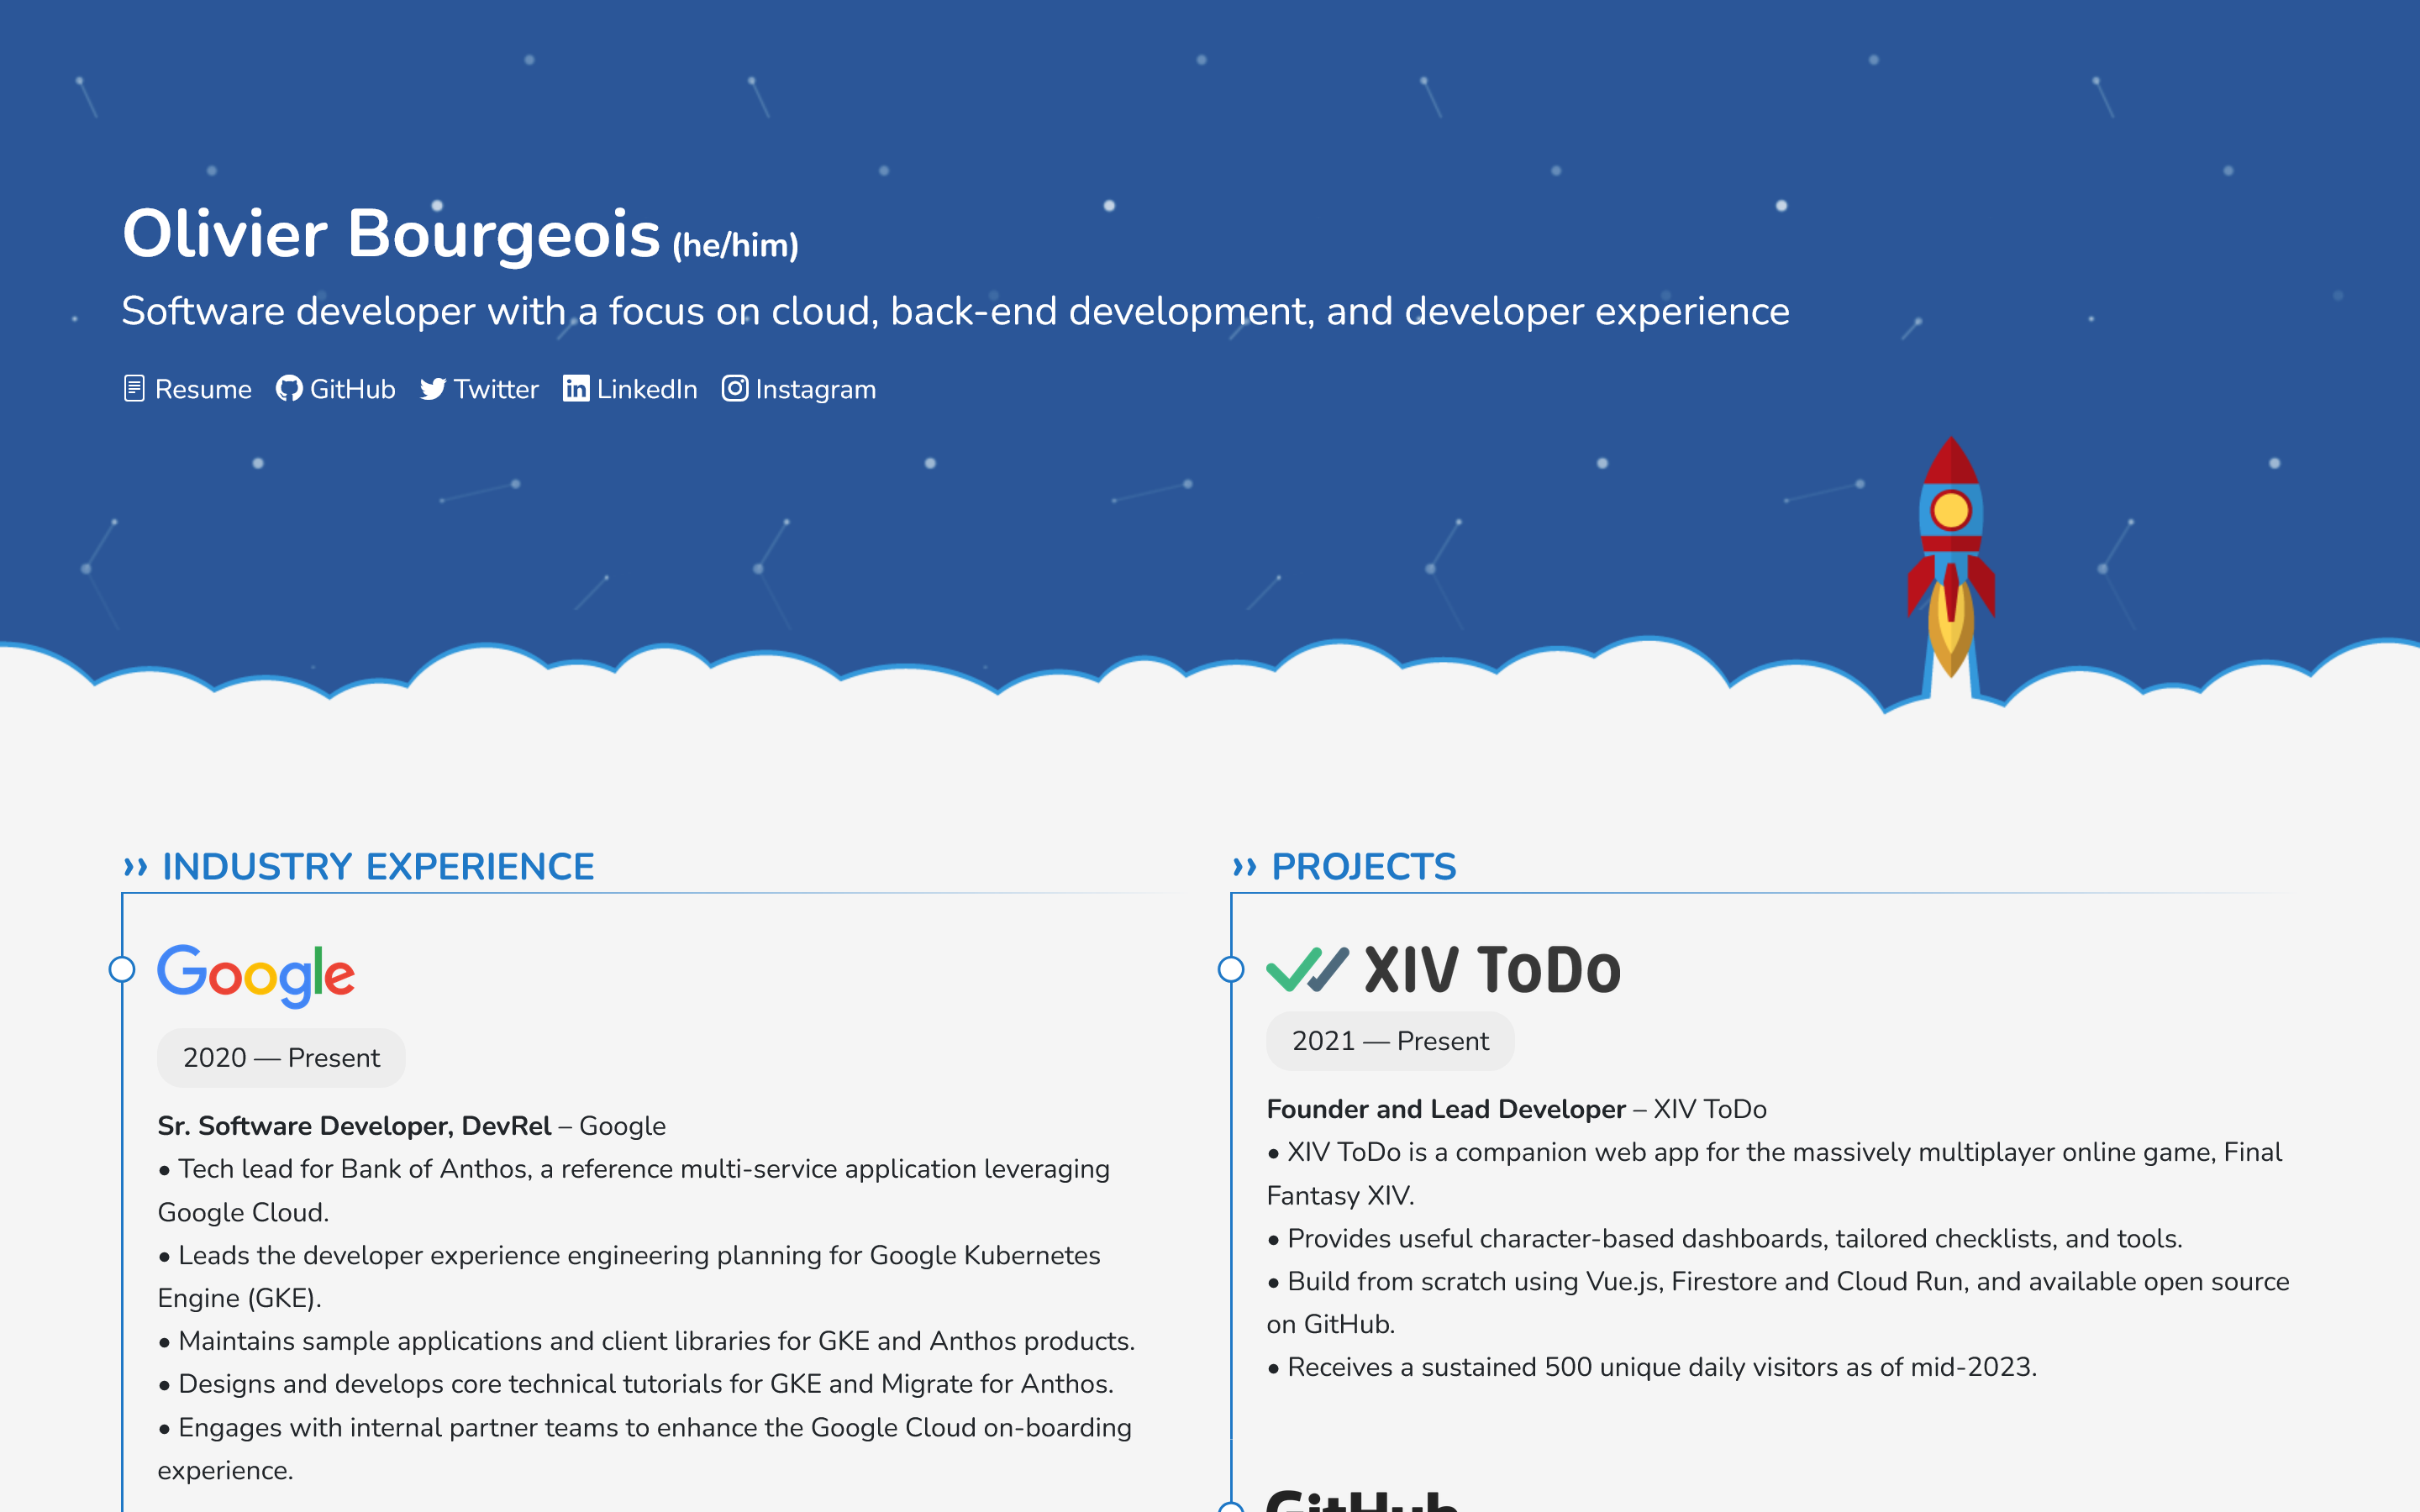 Olivier Bourgeois (he/him)
Software developer with a focus on cloud, back-end development, and developer experience
Resume GitHub Twitter LinkedIn Instagram
›› INDUSTRY EXPERIENCE
Google
2020 — Present
Sr. Software Developer, DevRel – Google
• Tech lead for Bank of Anthos, a reference multi-service application leveraging
Google Cloud.
• Leads the developer experience engineering planning for Google Kubernetes
Engine (GKE).
• Maintains sample applications and client libraries for GKE and Anthos products.
• Designs and develops core technical tutorials for GKE and Migrate for Anthos.
• Engages with internal partner teams to enhance the Google Cloud on-boarding
experience.
›› PROJECTS
XIV ToDo
2021 — Present
Founder and Lead Developer – XIV ToDo
• XIV ToDo is a companion web app for the massively multiplayer online game, Final
Fantasy XIV.
• Provides useful character-based dashboards, tailored checklists, and tools.
• Build from scratch using Vue.js, Firestore and Cloud Run, and available open source
on GitHub.
• Receives a sustained 500 unique daily visitors as of mid-2023.
GitHub